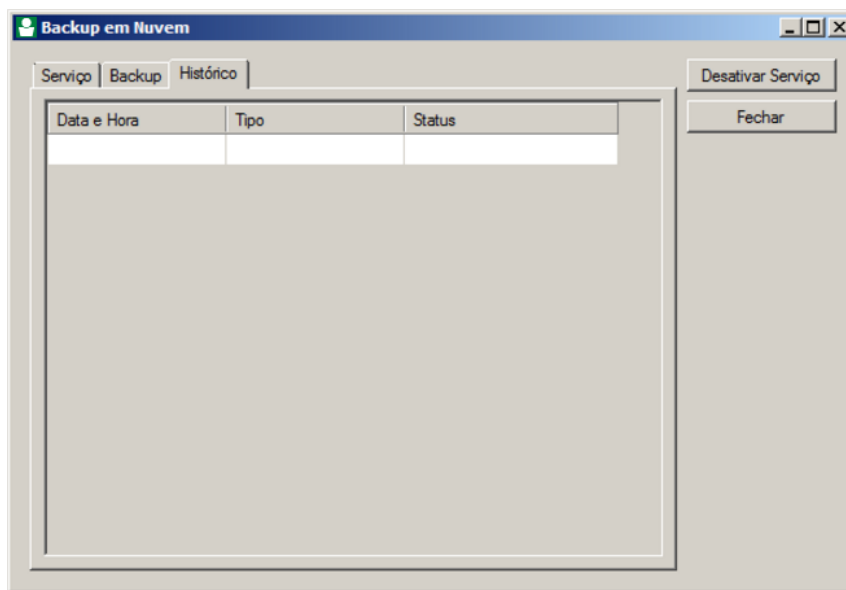 Backup em Nuvem
Serviço Backup Histórico
Desativar Serviço
Fechar
Data e Hora Tipo Status